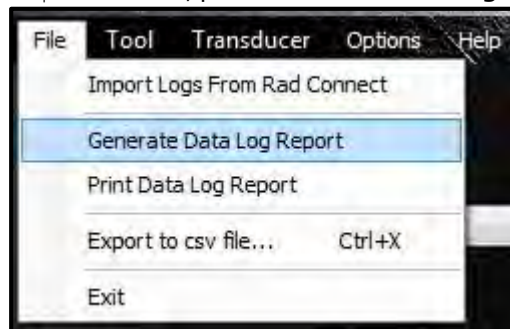 File Tool Transducer Options Help
Import Logs From Rad Connect
Generate Data Log Report
Print Data Log Report
Export to csv file... Ctrl+X
Exit